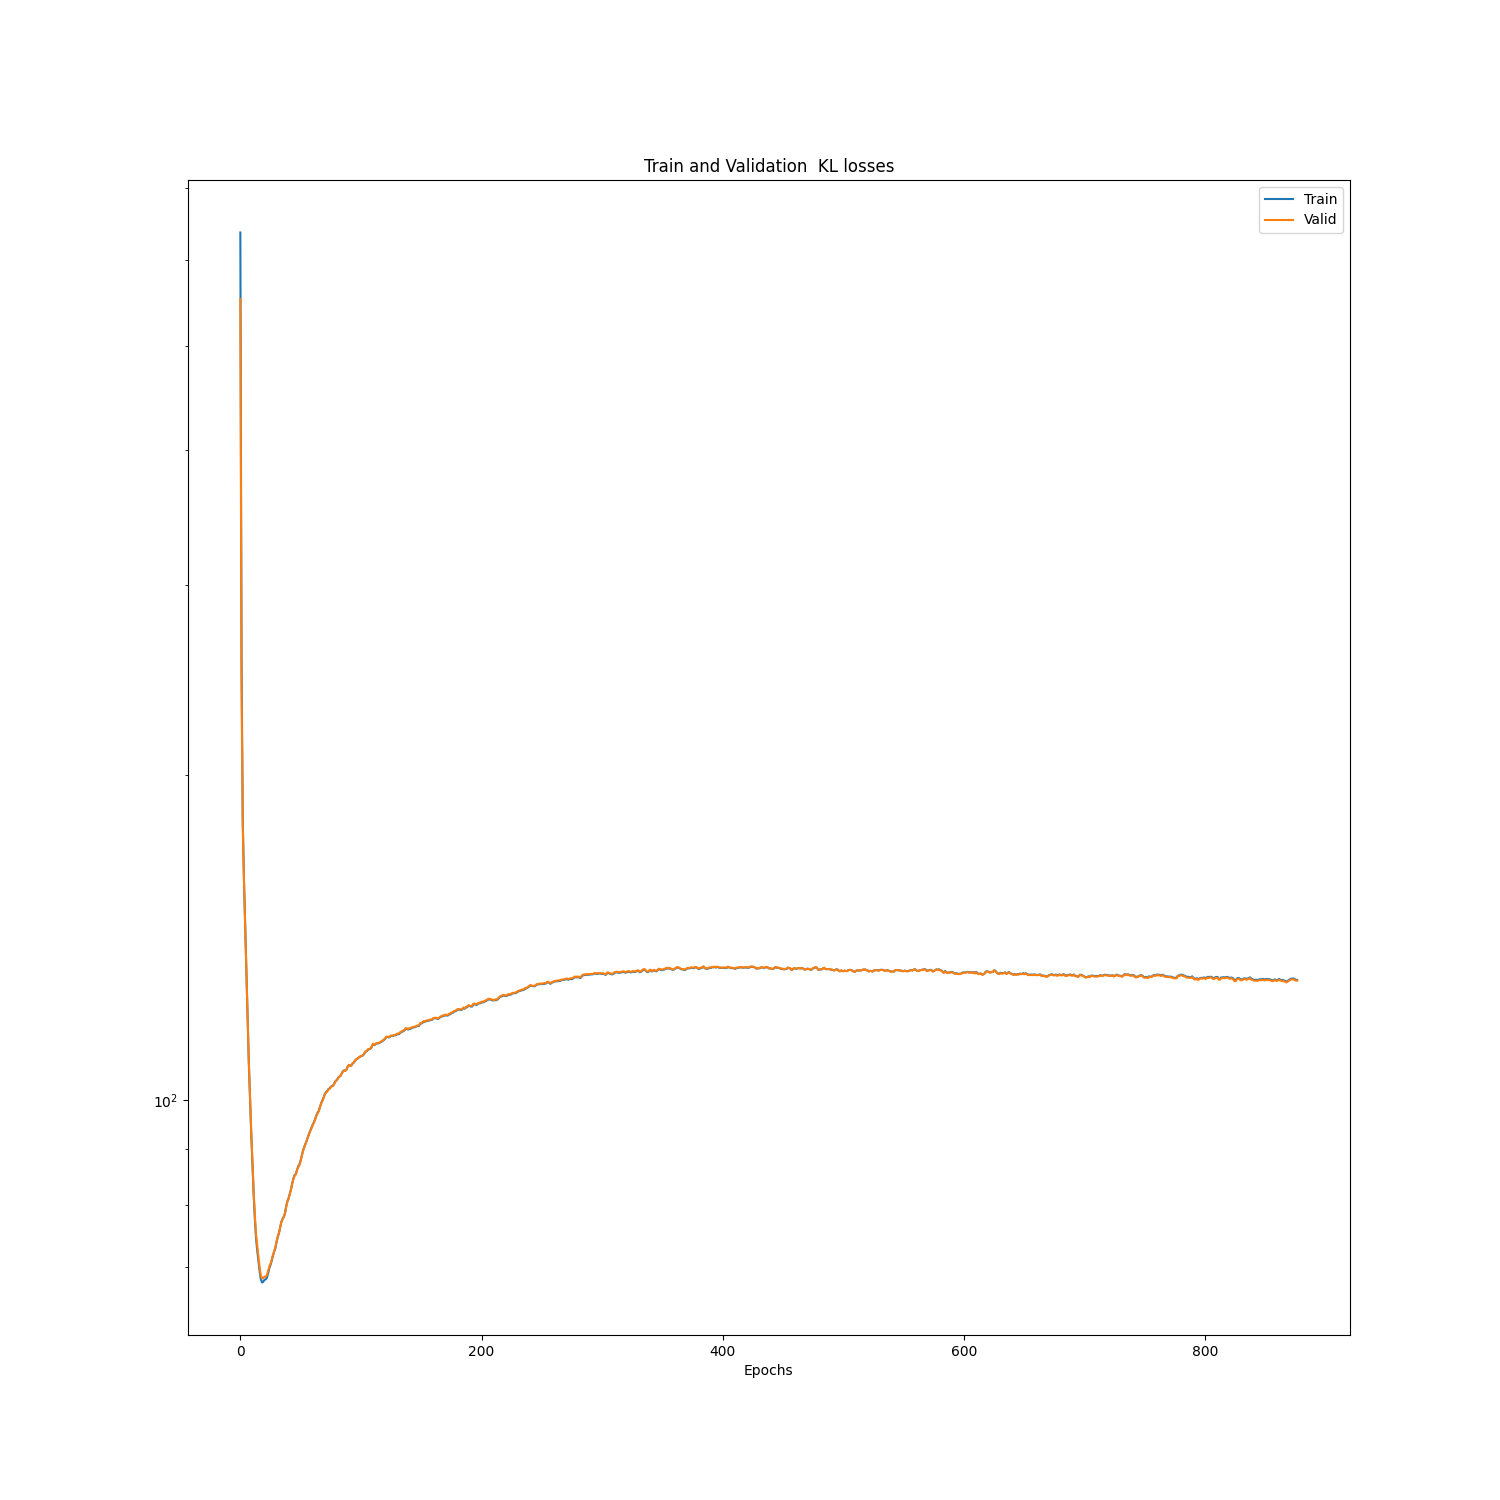 Train and Validation  KL losses
Train
Valid
10²
0 200 400 600 800
Epochs